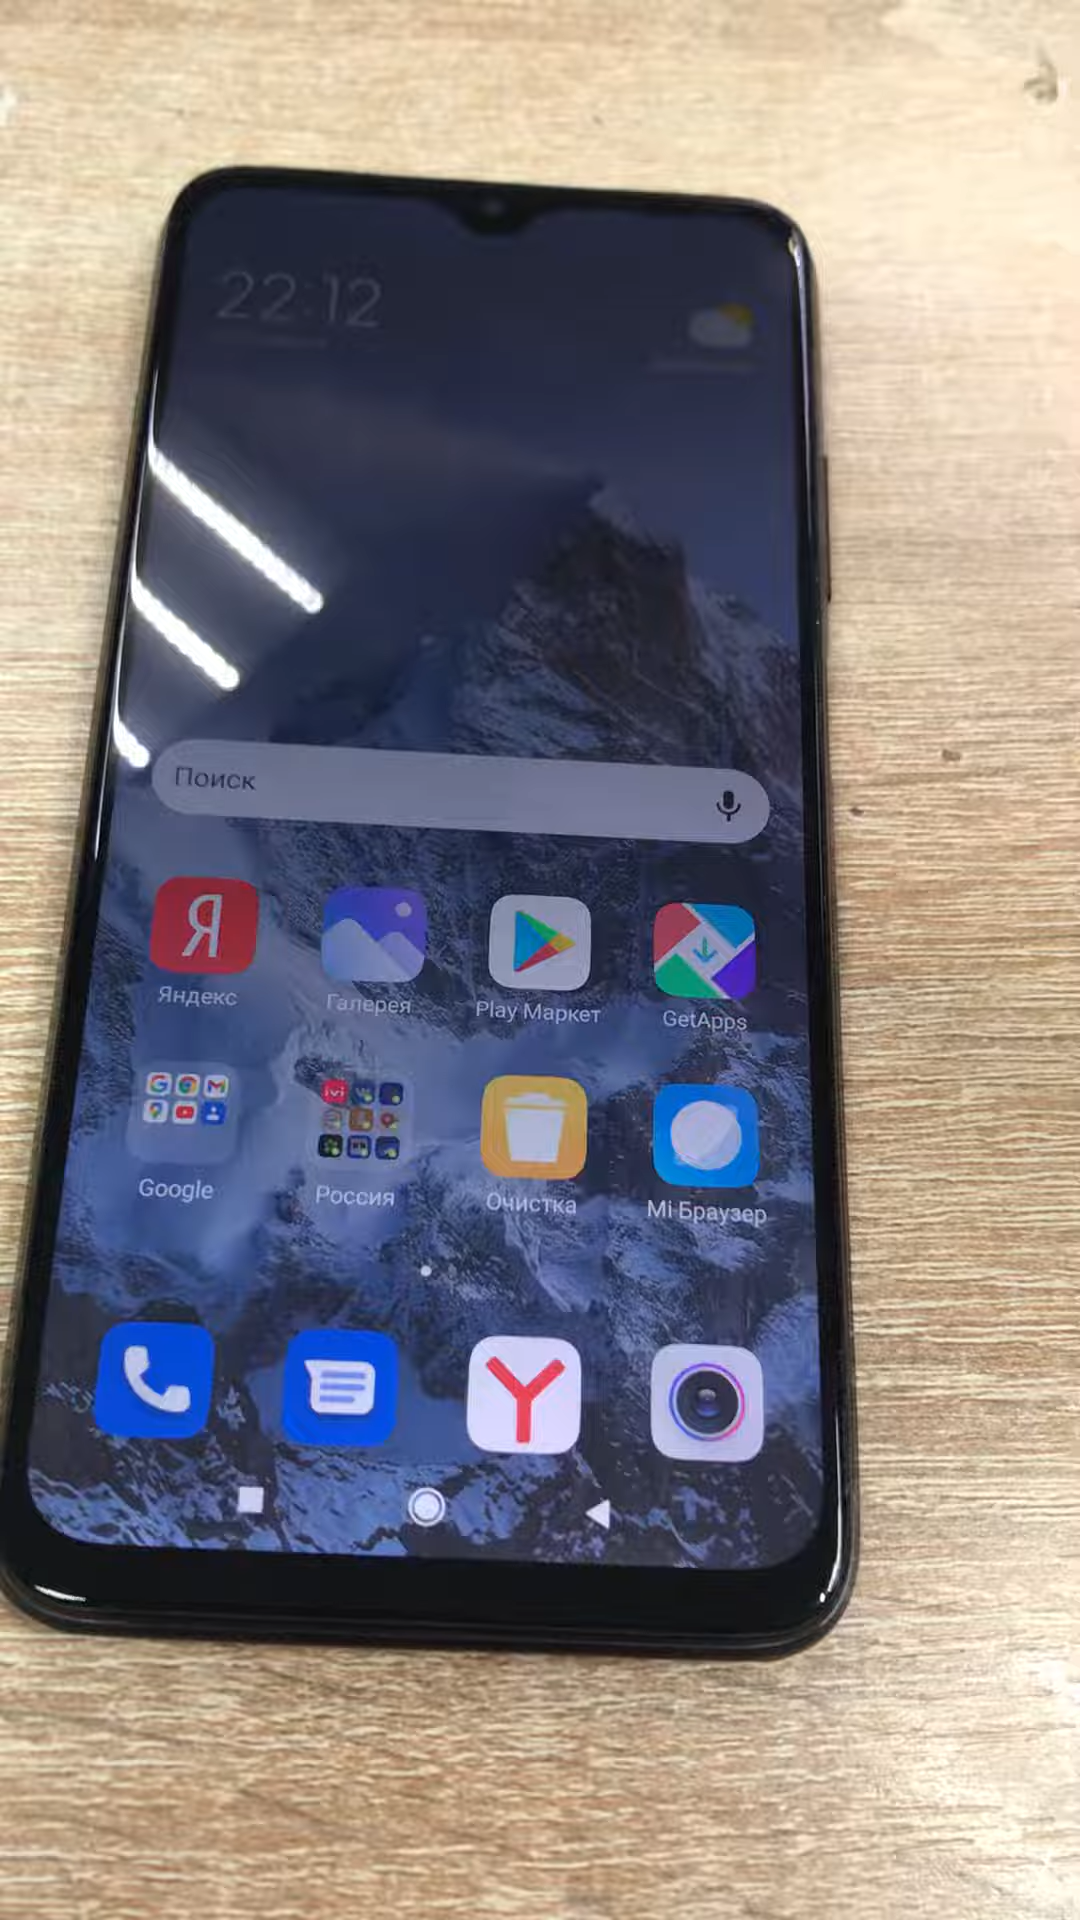 22:12
Поиск
Я
Яндекс
Галерея
Play Маркет
GetApps
Google
Россия
Очистка
Mi Браузер